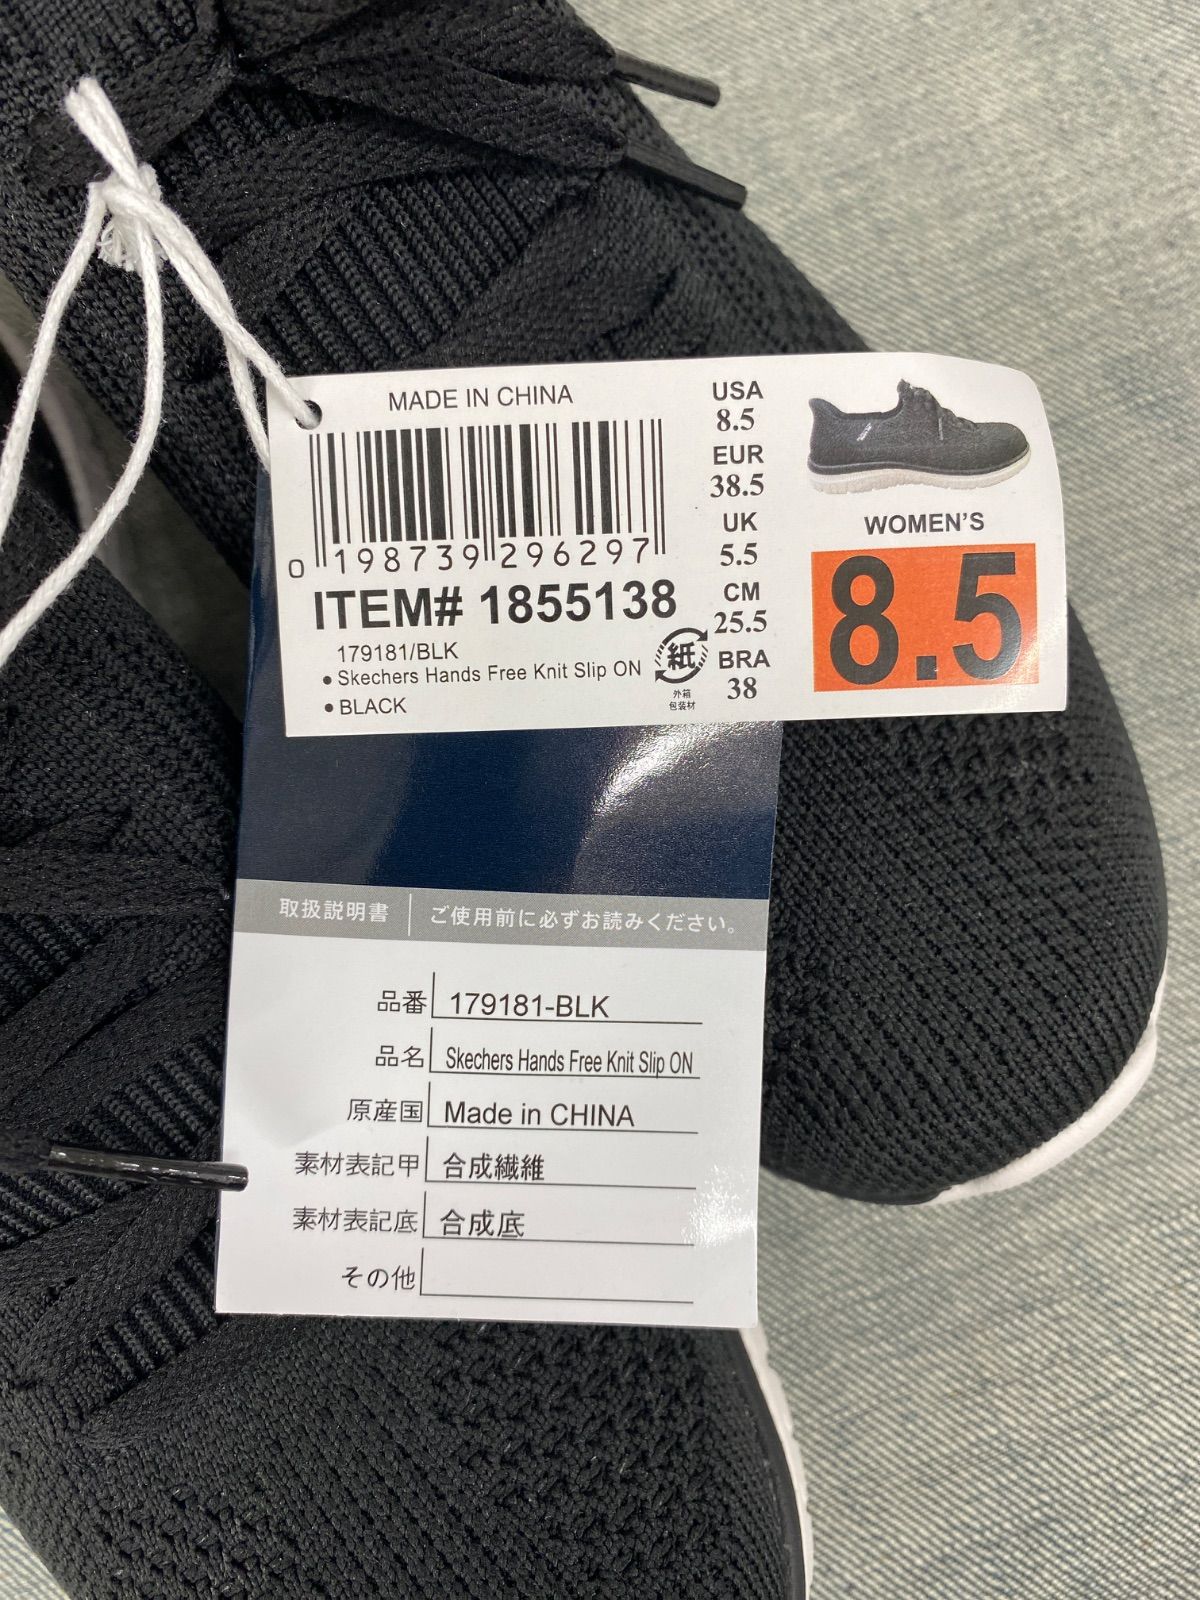 MADE IN CHINA
0 198739 296297
ITEM# 1855138
179181/BLK
• Skechers Hands Free Knit Slip ON
• BLACK
紙
外箱
包装材
USA
8.5
EUR
38.5
UK
5.5
CM
25.5
BRA
38
WOMEN'S
8.5
取扱説明書 ご使用前に必ずお読みください。
品番 179181-BLK
品名 Skechers Hands Free Knit Slip ON
原産国 Made in CHINA
素材表記甲 合成繊維
素材表記底 合成底
その他